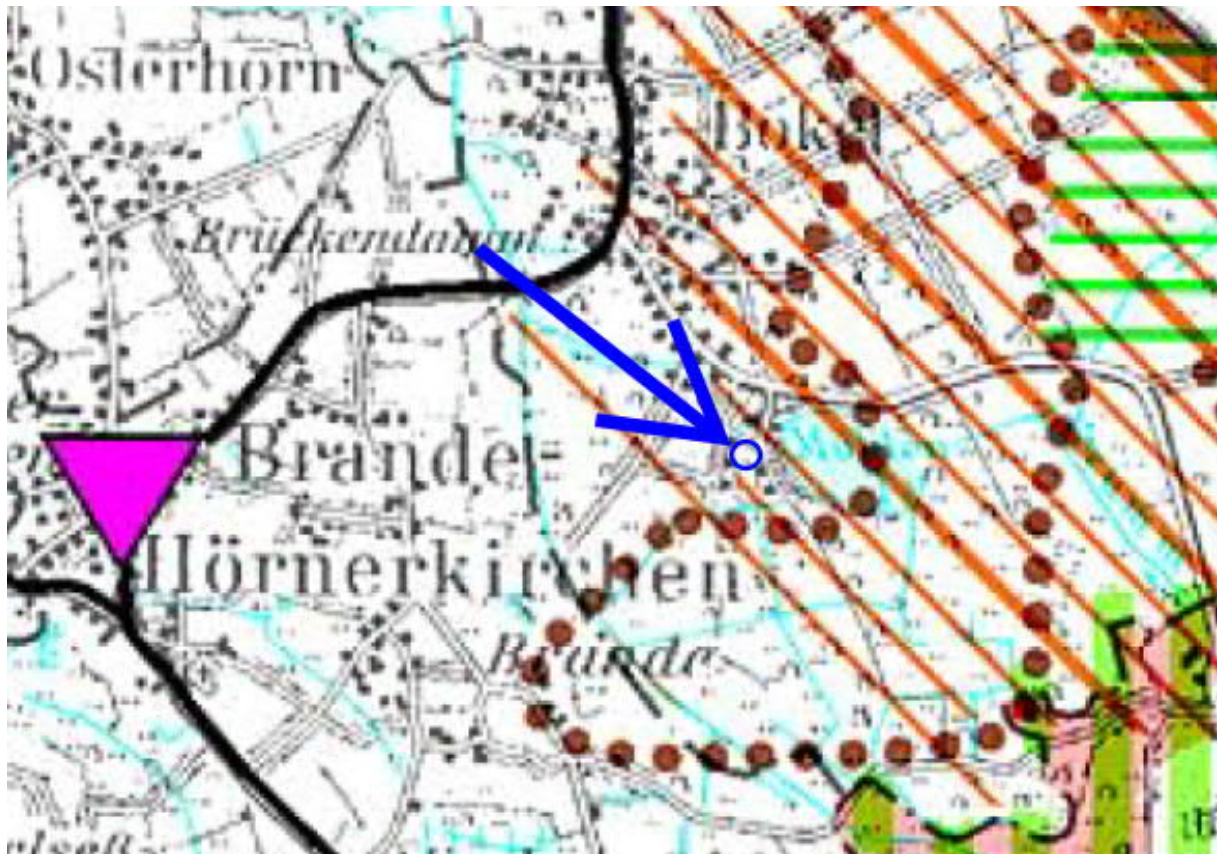 Osterhorn
Bokel
Brückendamm
Brande-
Hörnerkirchen
Brande